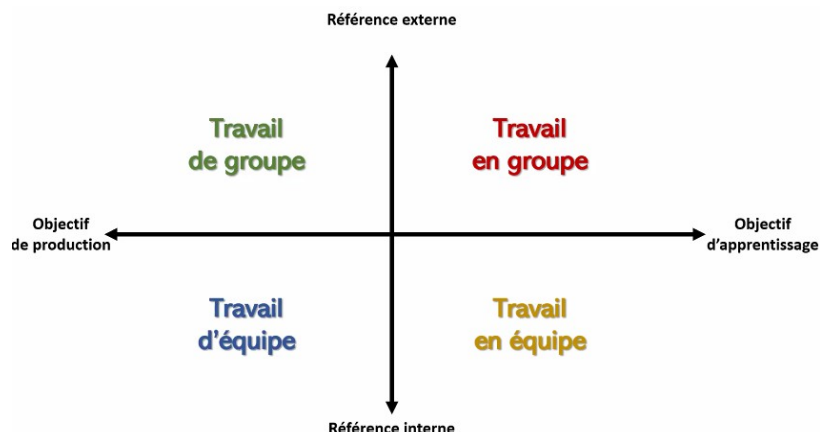 Référence externe
Travail
de groupe
Travail
en groupe
Objectif
de production
Objectif
d'apprentissage
Travail
d'équipe
Travail
en équipe
Référence interne